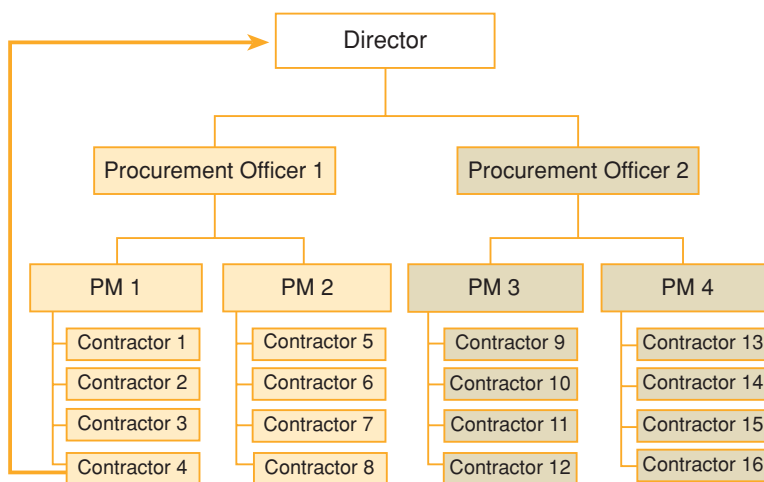 Director
Procurement Officer 1
Procurement Officer 2
PM 1
PM 2
PM 3
PM 4
Contractor 1
Contractor 2
Contractor 3
Contractor 4
Contractor 5
Contractor 6
Contractor 7
Contractor 8
Contractor 9
Contractor 10
Contractor 11
Contractor 12
Contractor 13
Contractor 14
Contractor 15
Contractor 16